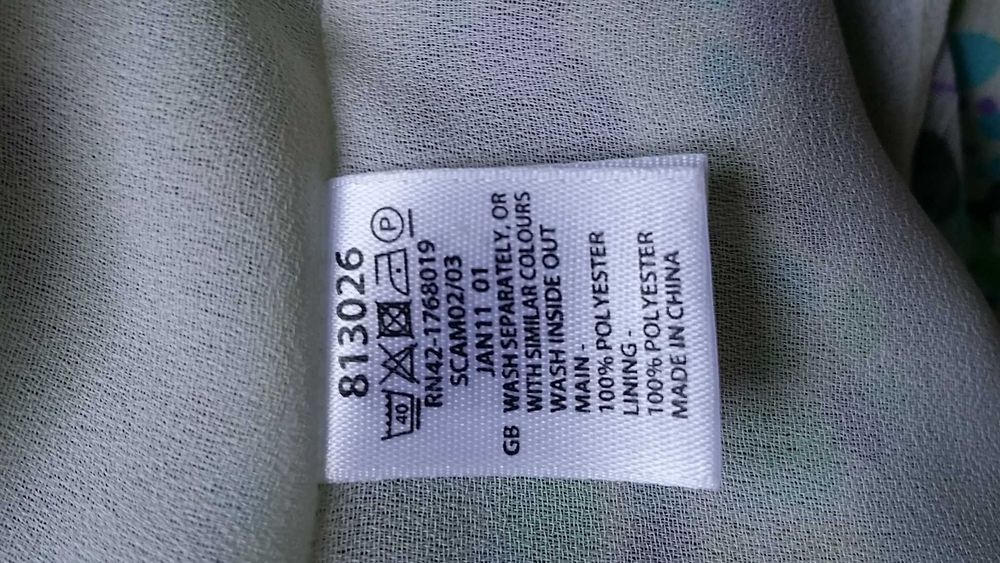 813026
40 P
RN42-1768019
SCAM02/03
JAN11 01
GB WASH SEPARATELY, OR
WITH SIMILAR COLOURS
WASH INSIDE OUT
MAIN -
100% POLYESTER
LINING -
100% POLYESTER
MADE IN CHINA